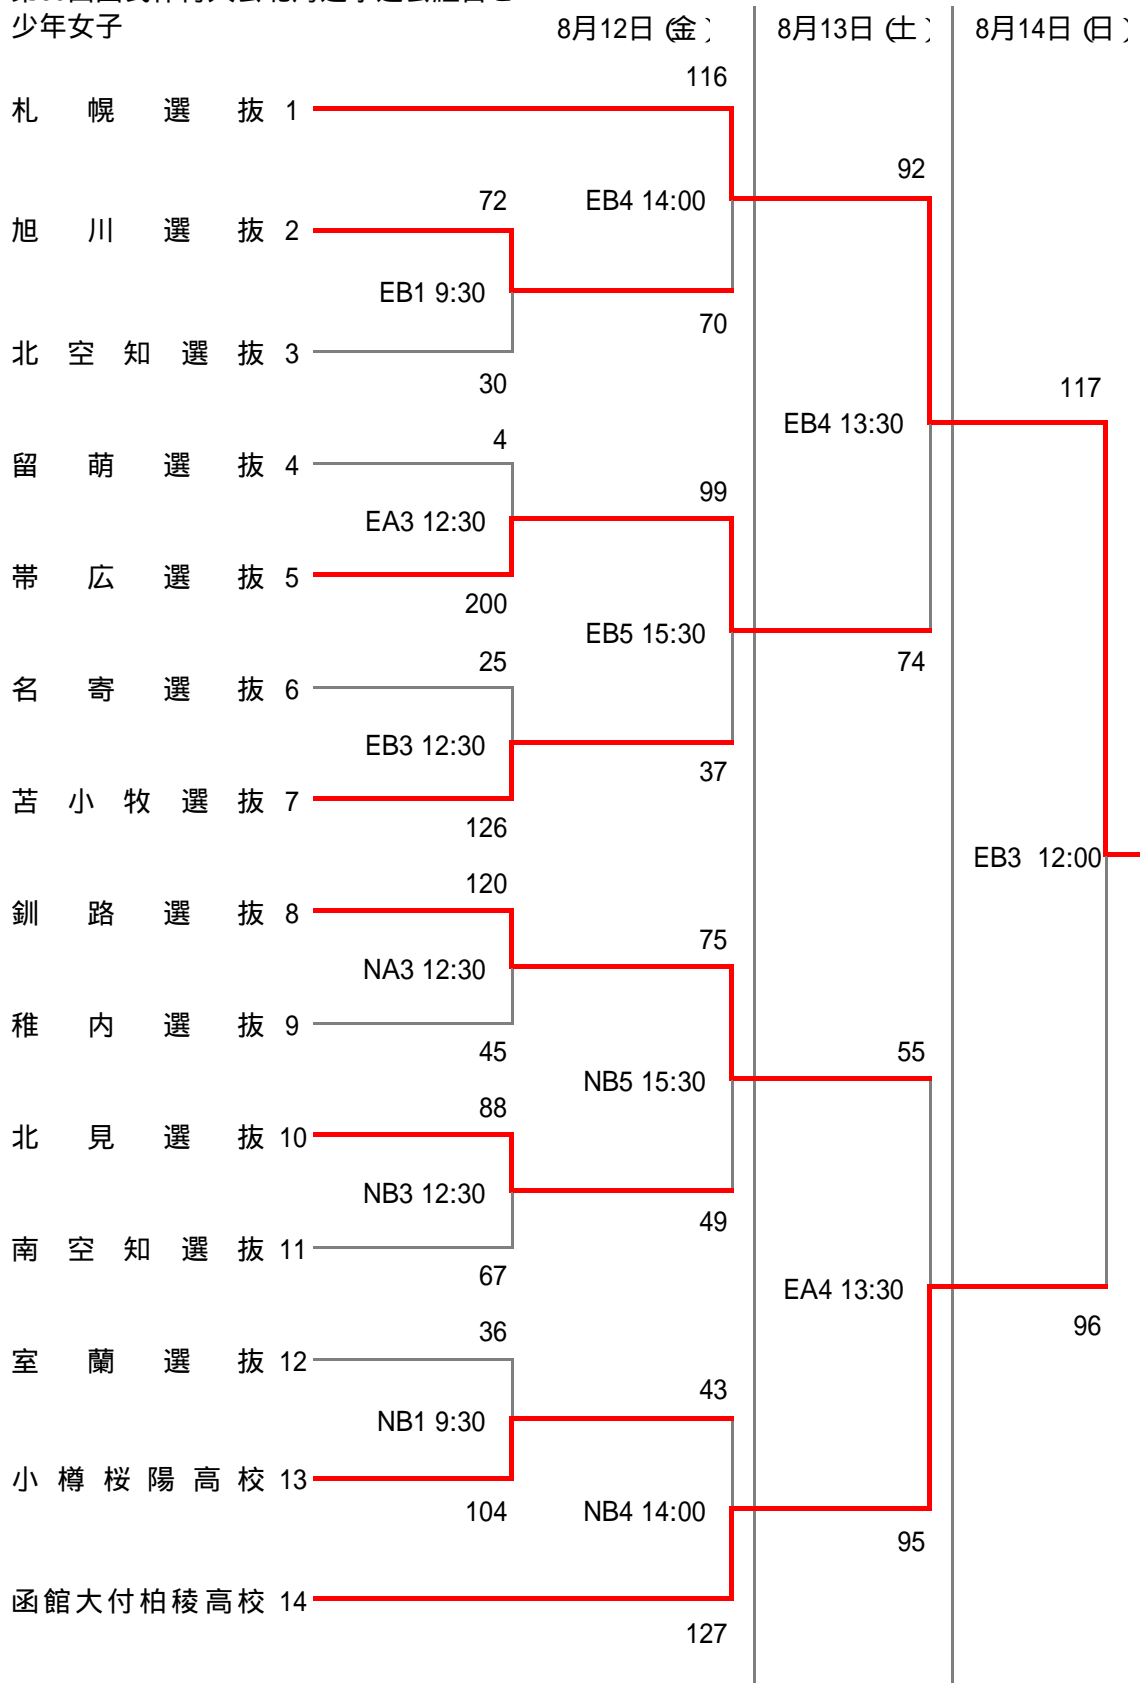 少年女子
8月12日 (金)
8月13日 (土)
8月14日 (日)
116
札幌選抜 1
92
72
EB4 14:00
旭川選抜 2
EB1 9:30
70
北空知選抜 3
30
117
EB4 13:30
4
留萌選抜 4
99
EA3 12:30
帯広選抜 5
200
EB5 15:30
25
74
名寄選抜 6
EB3 12:30
37
苫小牧選抜 7
126
EB3 12:00
120
釧路選抜 8
75
NA3 12:30
稚内選抜 9
45
55
NB5 15:30
88
北見選抜 10
NB3 12:30
49
南空知選抜 11
67
EA4 13:30
96
36
室蘭選抜 12
43
NB1 9:30
小樽桜陽高校 13
104
NB4 14:00
95
函館大付柏稜高校 14
127